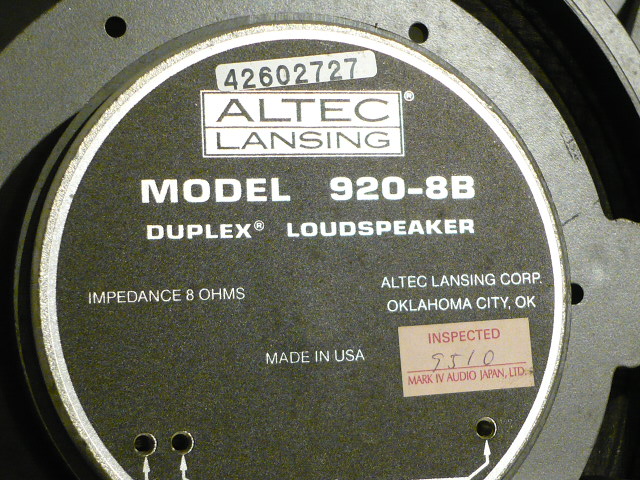 42602727
ALTEC®
LANSING
MODEL 920-8B
DUPLEX® LOUDSPEAKER
IMPEDANCE 8 OHMS
ALTEC LANSING CORP.
OKLAHOMA CITY, OK
MADE IN USA
INSPECTED
9510
MARK IV AUDIO JAPAN, LTD.